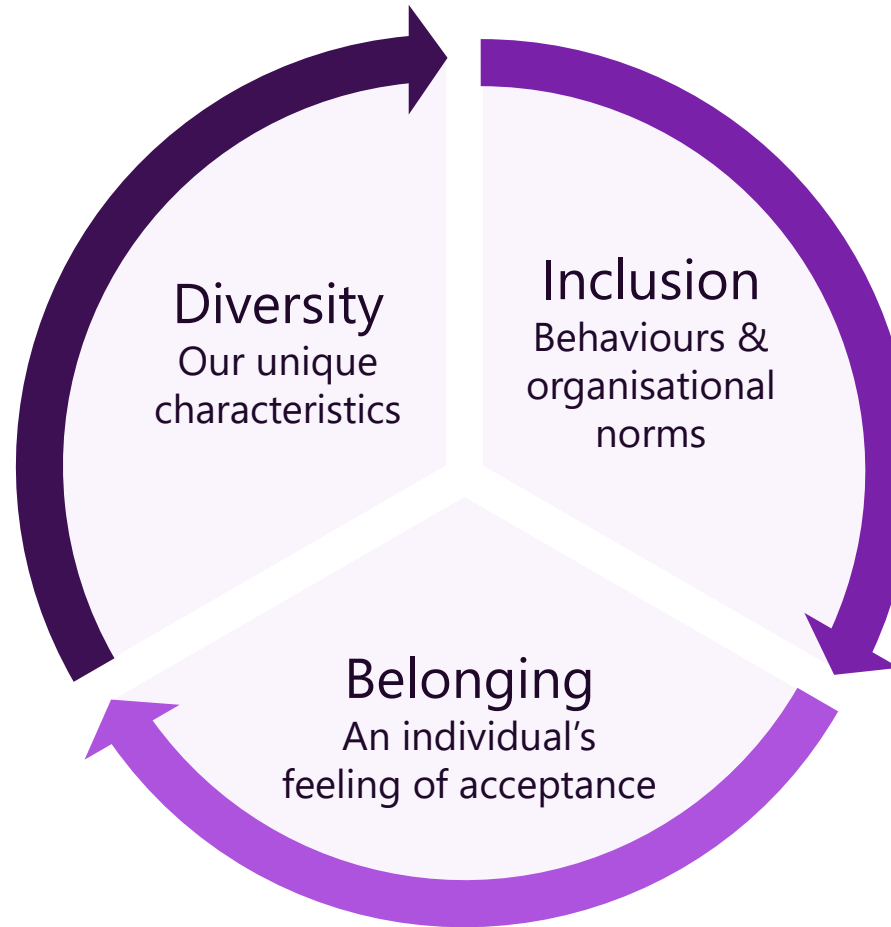 Diversity
Our unique
characteristics
Inclusion
Behaviours &
organisational
norms
Belonging
An individual’s
feeling of acceptance